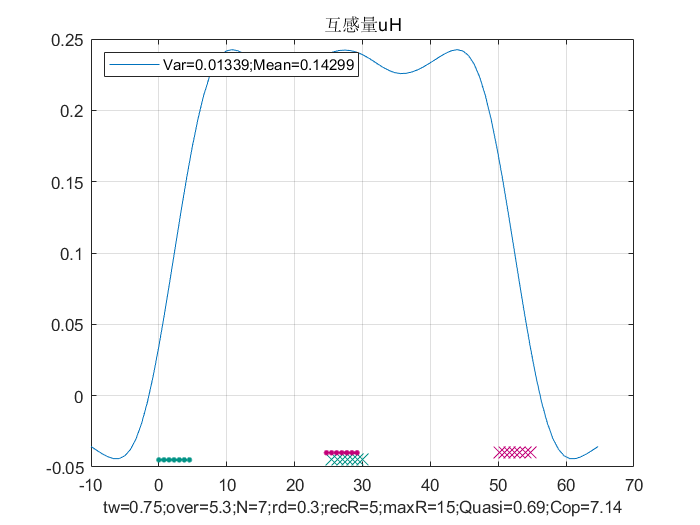 互感量uH
0.25
Var=0.01339;Mean=0.14299
0.2
0.15
0.1
0.05
0
-0.05
-10 0 10 20 30 40 50 60 70
tw=0.75;over=5.3;N=7;rd=0.3;recR=5;maxR=15;Quasi=0.69;Cop=7.14